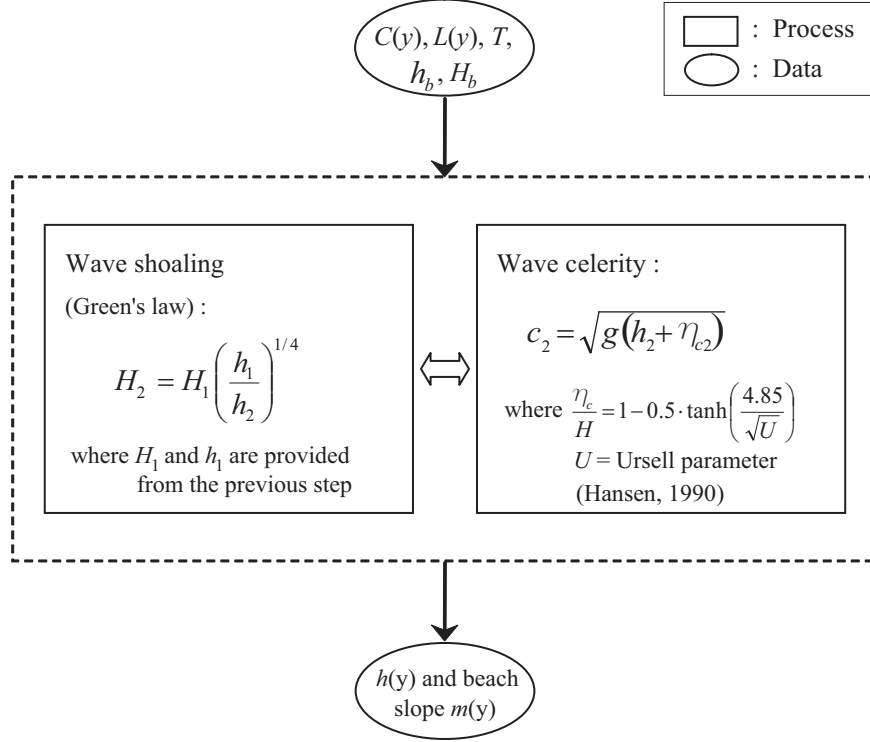 C(y), L(y), T,
h_b, H_b
: Process
: Data
Wave shoaling
(Green's law) :
H_2 = H_1 (h_1 / h_2)^{1/4}
where H_1 and h_1 are provided
from the previous step
Wave celerity :
c_2 = √(g(h_2 + η_{c2}))
where η_c / H = 1 − 0.5 · tanh(4.85 / √U)
U = Ursell parameter
(Hansen, 1990)
h(y) and beach
slope m(y)